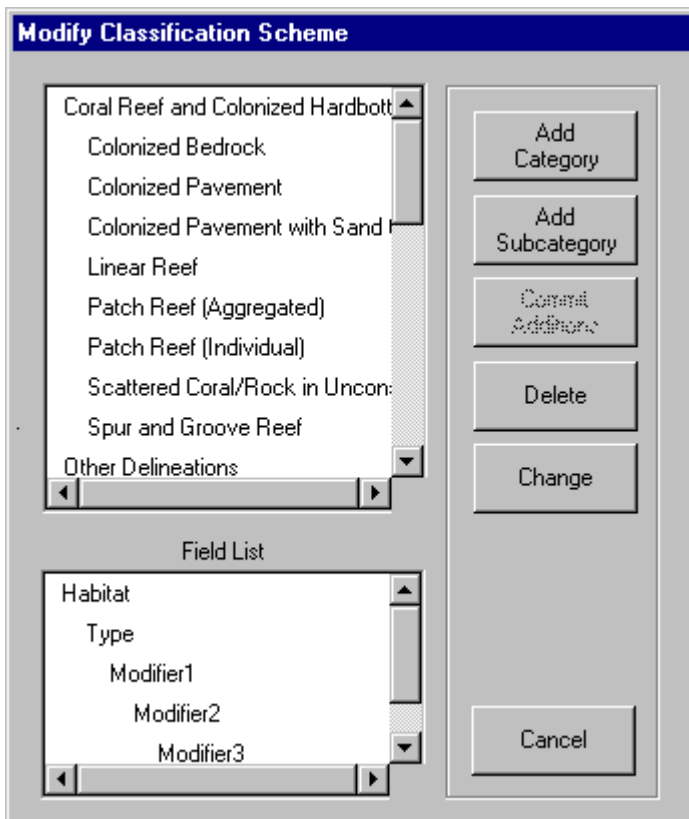 Modify Classification Scheme
Coral Reef and Colonized Hardbott
Colonized Bedrock
Colonized Pavement
Colonized Pavement with Sand
Linear Reef
Patch Reef (Aggregated)
Patch Reef (Individual)
Scattered Coral/Rock in Uncons
Spur and Groove Reef
Other Delineations
Add
Category
Add
Subcategory
Commit
Additions
Delete
Change
Field List
Habitat
Type
Modifier1
Modifier2
Modifier3
Cancel